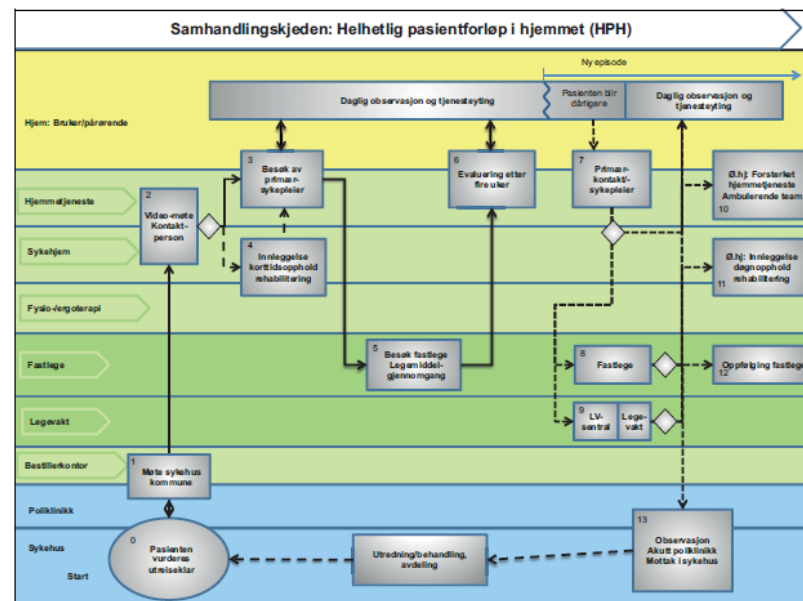 Samhandlingskjeden: Helhetlig pasientforløp i hjemmet (HPH)
Ny episode
Daglig observasjon og tjenesteyting
Pasienten blir
dårligere
Daglig observasjon og
tjenesteyting
Hjem: Bruker/pårørende
3
Besøk av
primær-
sykepleier
6
Evaluering etter
fire uker
7
Primær-
kontakt/-
sykepleier
Ø.hj: Forsterket
hjemmetjeneste
Ambulerende team
10
Hjemmetjeneste
2
Video-møte
Kontakt-
person
Sykehjem
4
Innleggelse
korttidsopphold
rehabilitering
Ø.hj: Innleggelse
døgnopphold
rehabilitering
11
Fysio-/ergoterapi
Fastlege
5
Besøk fastlege
Legemiddel-
gjennomgang
8
Fastlege
Oppfølging fastlege
12
Legevakt
9
LV-
sentral
Lege-
vakt
Bestillerkontor
1
Møte sykehus
kommune
Poliklinikk
Sykehus
Start
0
Pasienten
vurderes
utreiseklar
Utredning/behandling,
avdeling
13
Observasjon
Akutt poliklinikk
Mottak i sykehus